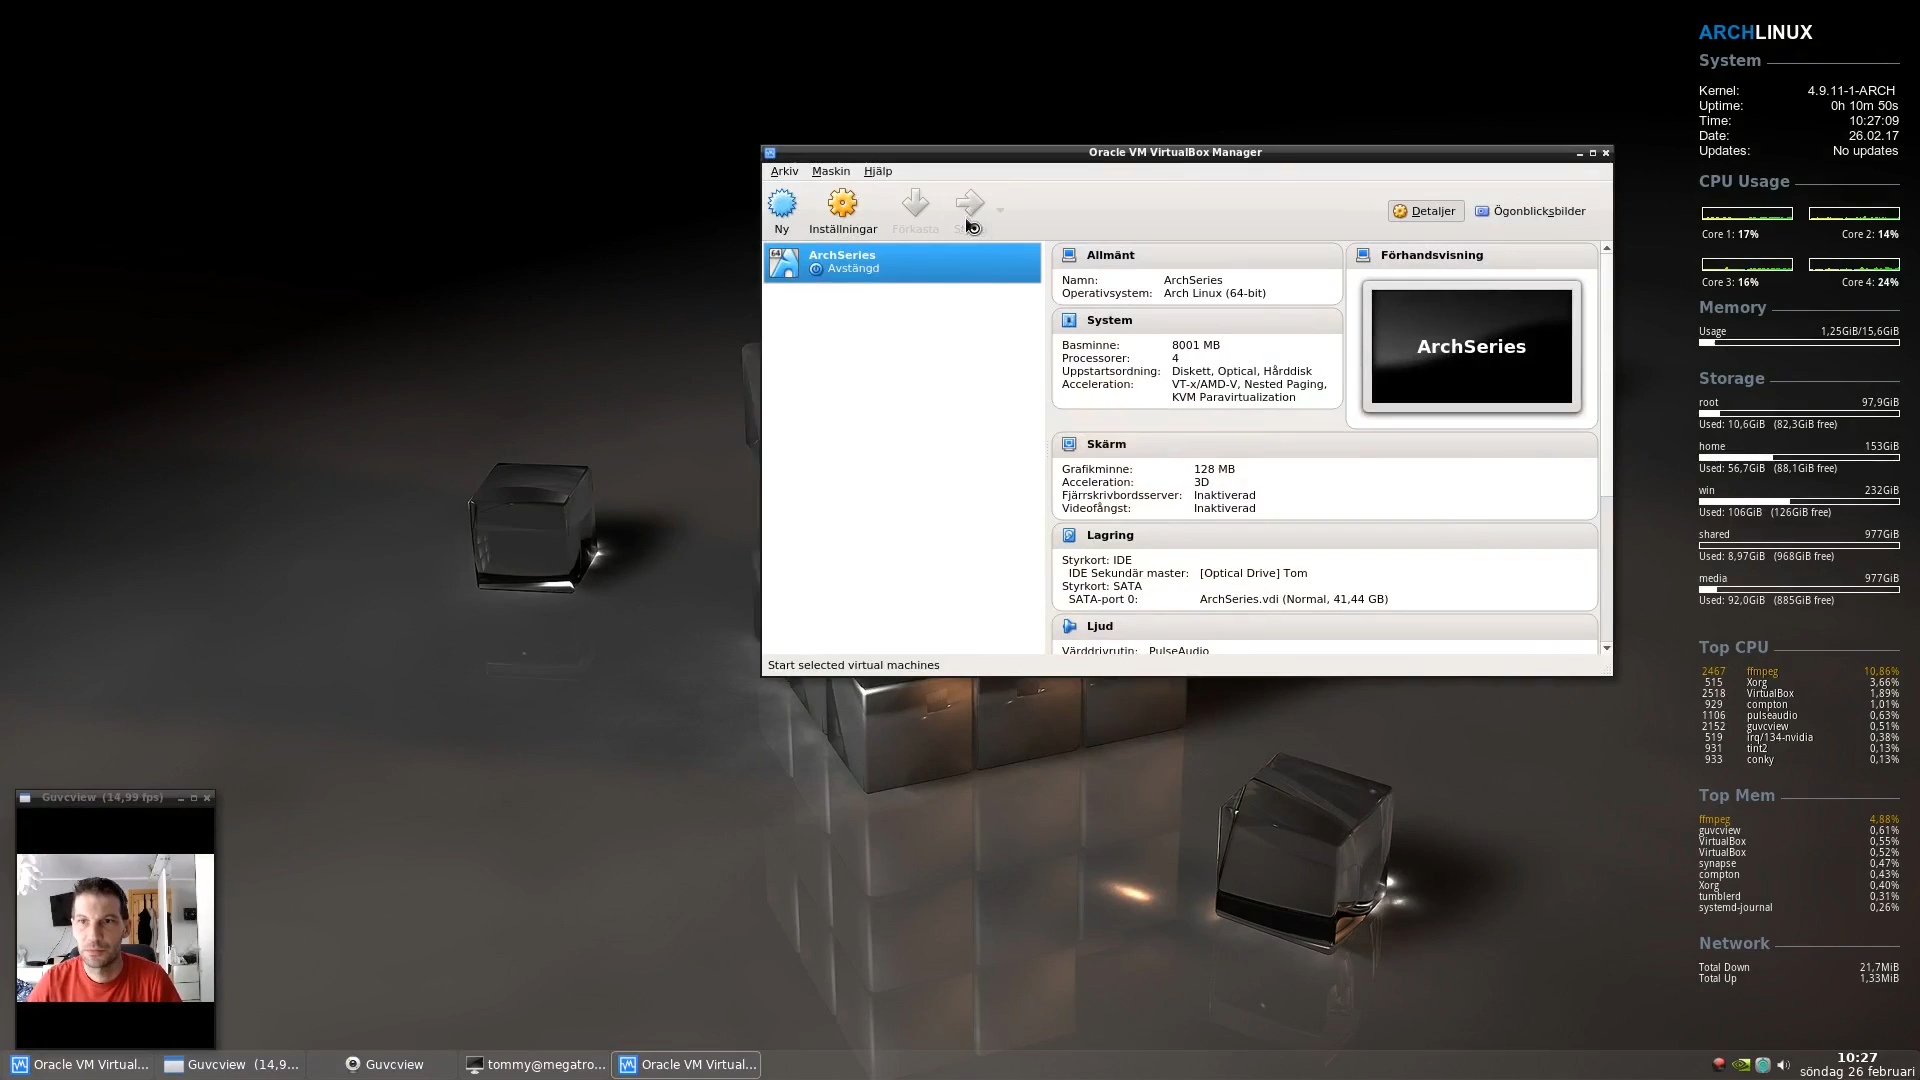 Oracle VM VirtualBox Manager
Arkiv Maskin Hjälp
Ny Inställningar Förkasta
Detaljer Ögonblicksbilder
64
ArchSeries
Avstängd
Allmänt
Namn: ArchSeries
Operativsystem: Arch Linux (64-bit)
System
Basminne: 8001 MB
Processorer: 4
Uppstartsordning: Diskett, Optical, Hårddisk
Acceleration: VT-x/AMD-V, Nested Paging,
KVM Paravirtualization
Förhandsvisning
ArchSeries
Skärm
Grafikminne: 128 MB
Acceleration: 3D
Fjärrskrivbordsserver: Inaktiverad
Videofångst: Inaktiverad
Lagring
Styrkort: IDE
IDE Sekundär master: [Optical Drive] Tom
Styrkort: SATA
SATA-port 0: ArchSeries.vdi (Normal, 41,44 GB)
Ljud
Värddrivrutin: PulseAudio
Start selected virtual machines
ARCHLINUX
System
Kernel: 4.9.11-1-ARCH
Uptime: 0h 10m 50s
Time: 10:27:09
Date: 26.02.17
Updates: No updates
CPU Usage
Core 1: 17% Core 2: 14%
Core 3: 16% Core 4: 24%
Memory
Usage 1,25GiB/15,6GiB
Storage
root 97,9GiB
Used: 10,6GiB (82,3GiB free)
home 153GiB
Used: 56,7GiB (88,1GiB free)
win 232GiB
Used: 106GiB (126GiB free)
shared 977GiB
Used: 8,97GiB (968GiB free)
media 977GiB
Used: 92,0GiB (885GiB free)
Top CPU
2467 ffmpeg 10,86%
515 Xorg 3,66%
2518 VirtualBox 1,89%
929 compton 1,01%
1106 pulseaudio 0,63%
2152 guvcview 0,51%
519 irq/134-nvidia 0,38%
931 tint2 0,13%
933 conky 0,13%
Top Mem
ffmpeg 4,88%
guvcview 0,61%
VirtualBox 0,55%
VirtualBox 0,52%
synapse 0,47%
compton 0,43%
Xorg 0,40%
tumblerd 0,31%
systemd-journal 0,26%
Network
Total Down 21,7MiB
Total Up 1,33MiB
Guvcview (14,99 fps)
Oracle VM Virtual... Guvcview (14,9... Guvcview tommy@megatro... Oracle VM Virtual...
10:27
söndag 26 februari